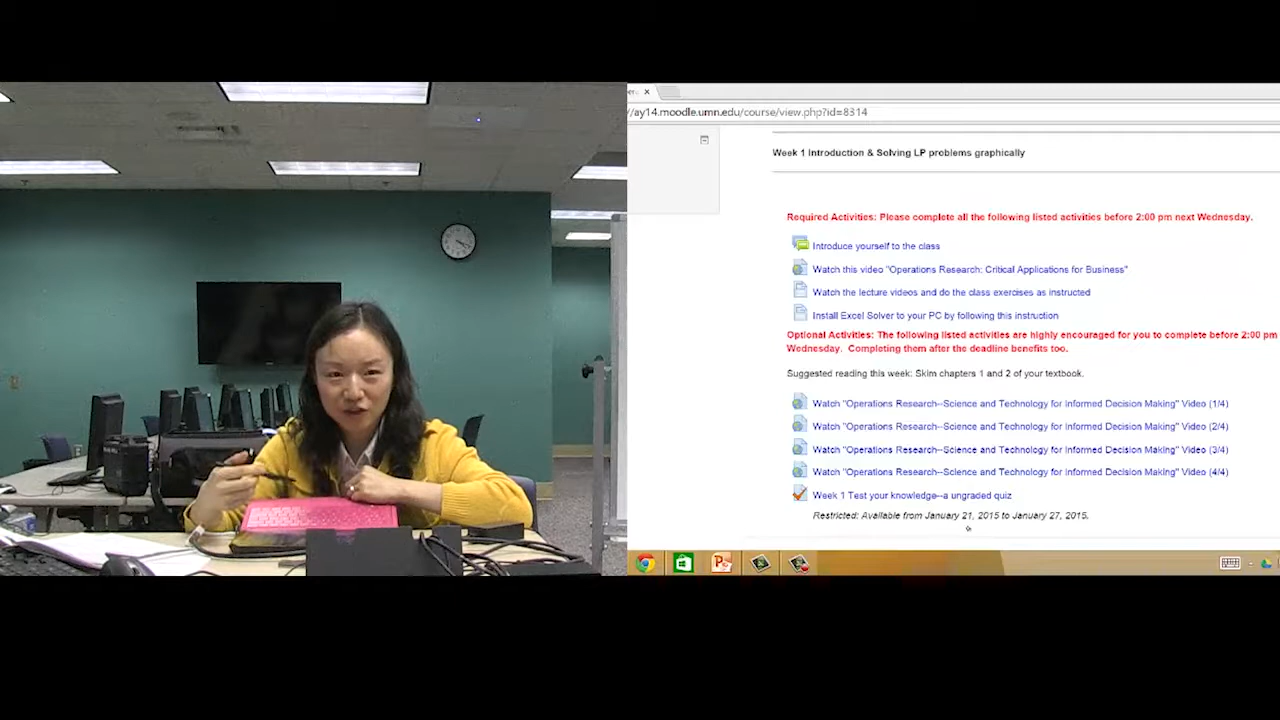 //ay14.moodle.umn.edu/course/view.php?id=8314
Week 1 Introduction & Solving LP problems graphically
Required Activities: Please complete all the following listed activities before 2:00 pm next Wednesday.
Introduce yourself to the class
Watch this video "Operations Research: Critical Applications for Business"
Watch the lecture videos and do the class exercises as instructed
Install Excel Solver to your PC by following this instruction
Optional Activities: The following listed activities are highly encouraged for you to complete before 2:00 pm
Wednesday. Completing them after the deadline benefits too.
Suggested reading this week: Skim chapters 1 and 2 of your textbook.
Watch "Operations Research--Science and Technology for Informed Decision Making" Video (1/4)
Watch "Operations Research--Science and Technology for Informed Decision Making" Video (2/4)
Watch "Operations Research--Science and Technology for Informed Decision Making" Video (3/4)
Watch "Operations Research--Science and Technology for Informed Decision Making" Video (4/4)
Week 1 Test your knowledge--a ungraded quiz
Restricted: Available from January 21, 2015 to January 27, 2015.